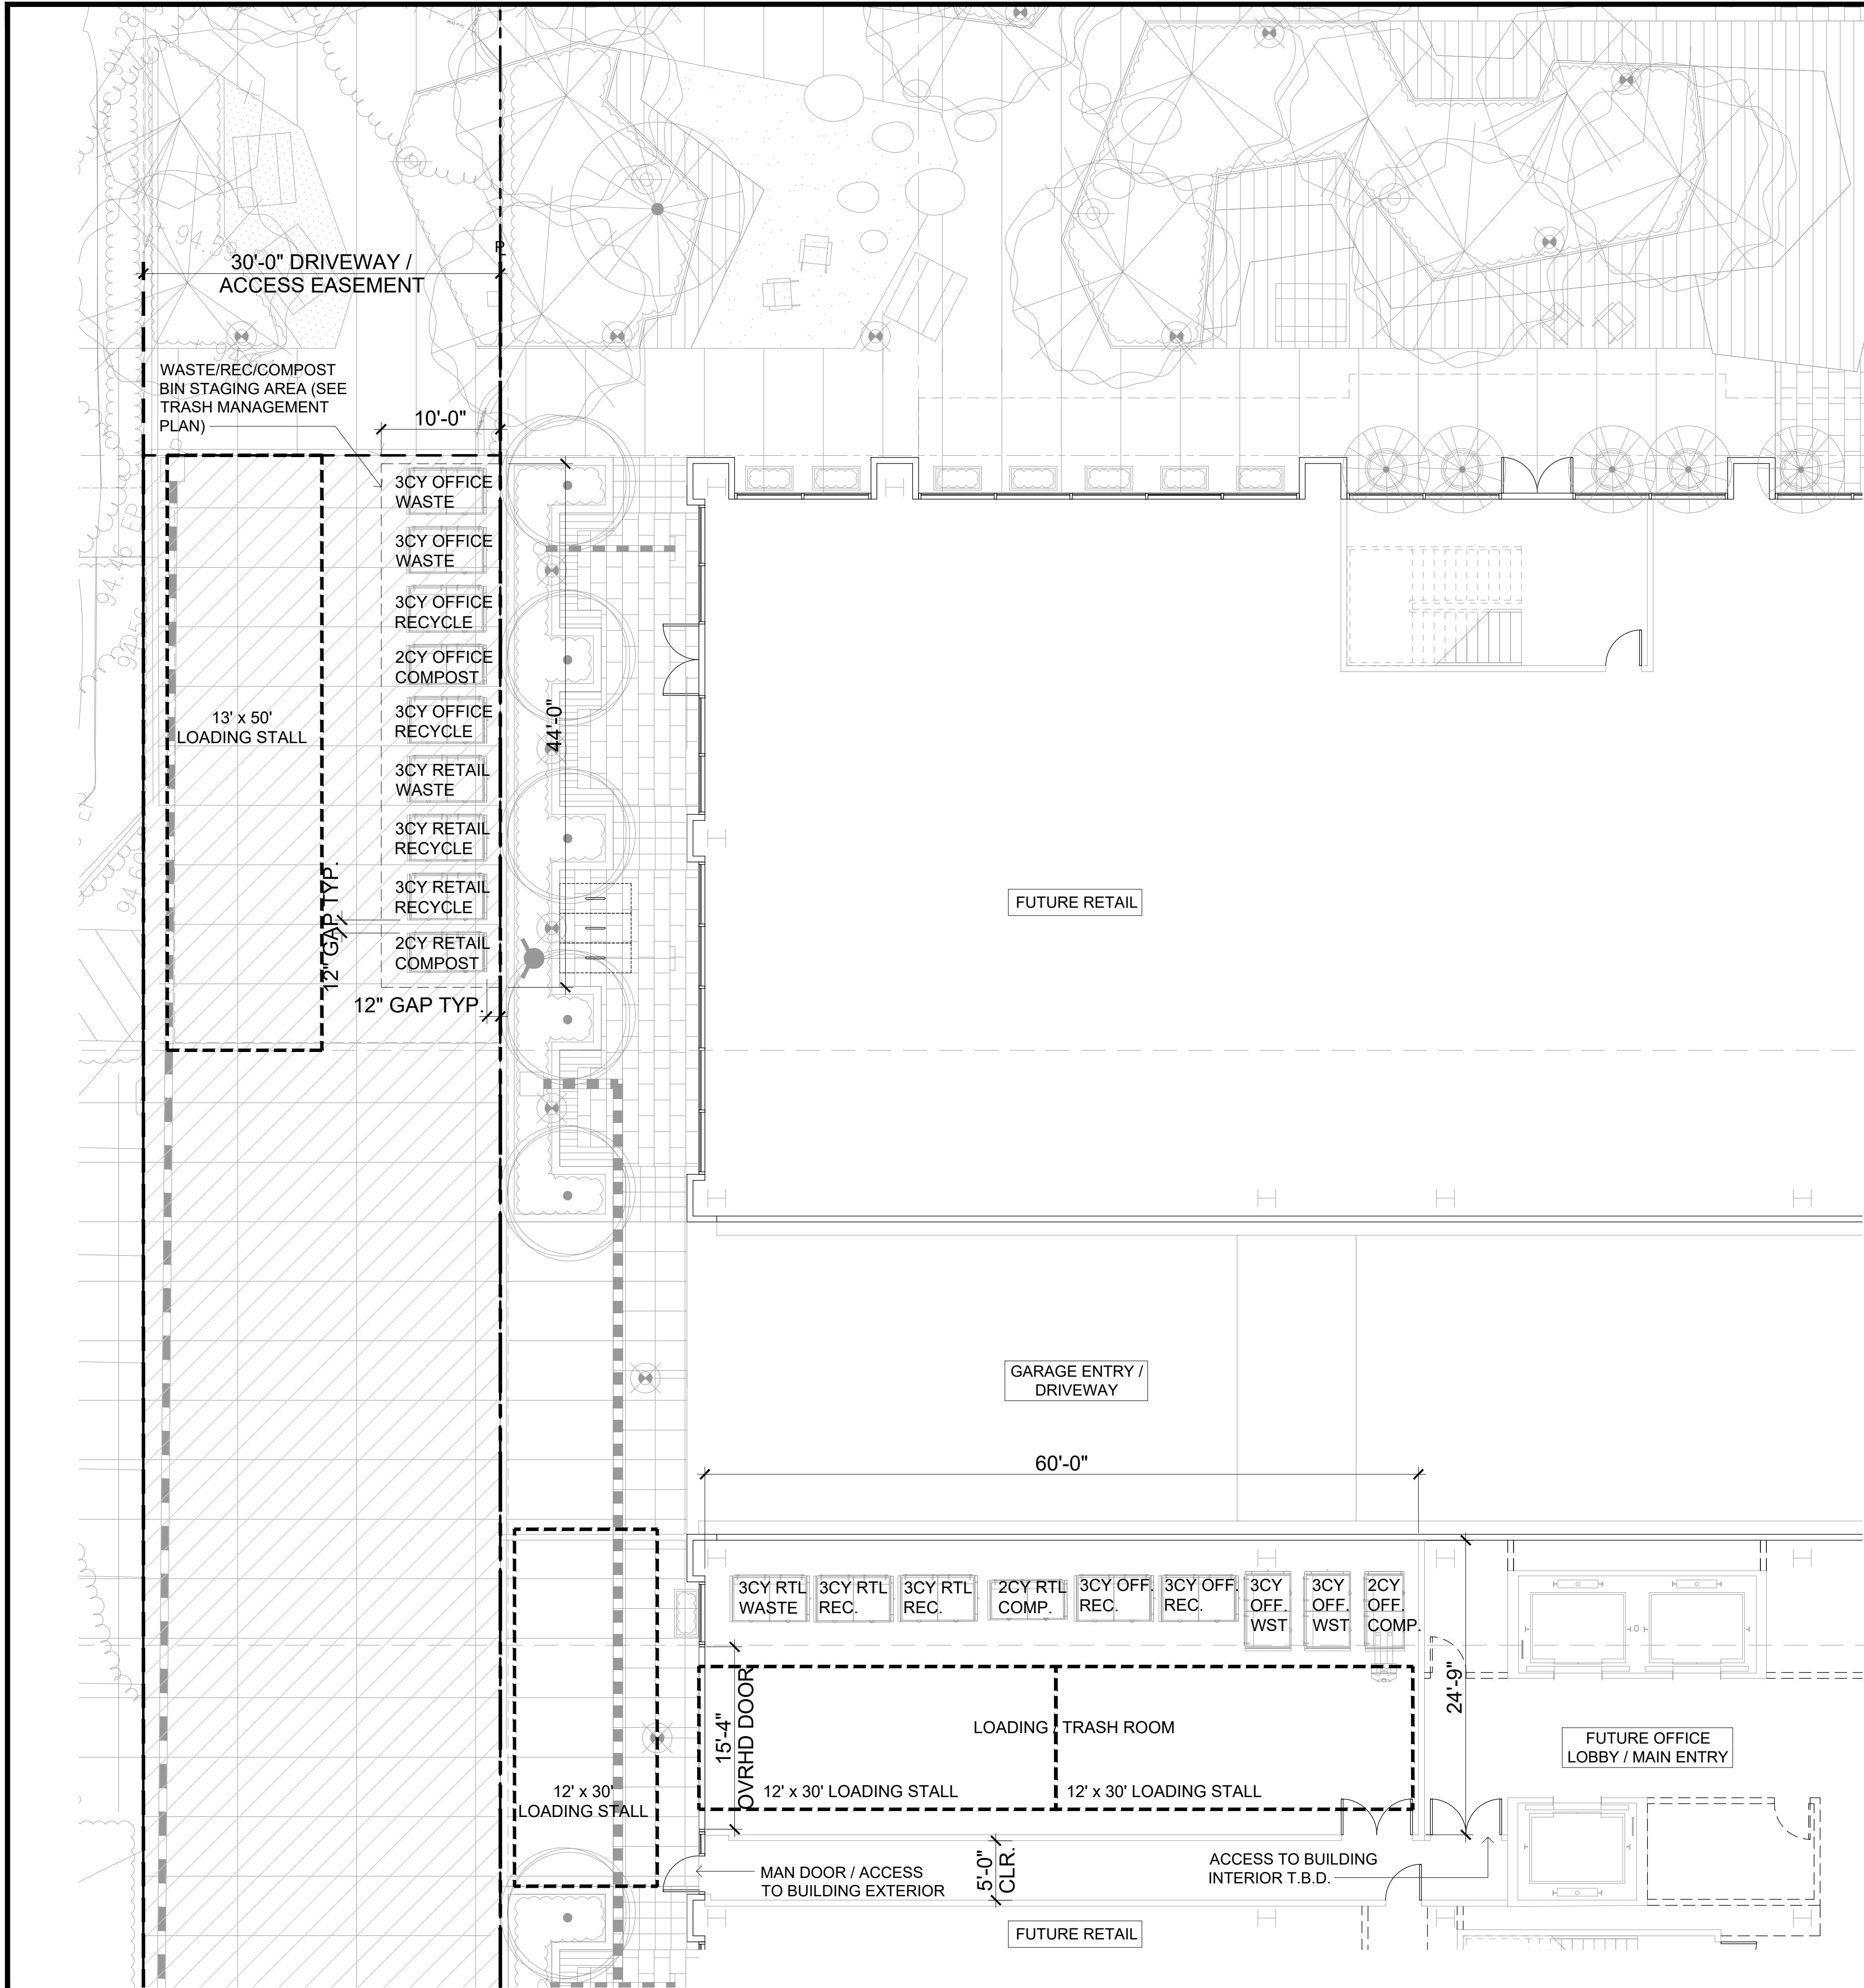 30'-0" DRIVEWAY /
ACCESS EASEMENT
WASTE/REC/COMPOST
BIN STAGING AREA (SEE
TRASH MANAGEMENT
PLAN)
10'-0"
3CY OFFICE
WASTE
3CY OFFICE
WASTE
3CY OFFICE
RECYCLE
2CY OFFICE
COMPOST
3CY OFFICE
RECYCLE
3CY RETAIL
WASTE
3CY RETAIL
RECYCLE
3CY RETAIL
RECYCLE
2CY RETAIL
COMPOST
44'-0"
13' x 50'
LOADING STALL
12" GAP TYP.
12" GAP TYP.
94.46 EP
FUTURE RETAIL
GARAGE ENTRY /
DRIVEWAY
60'-0"
3CY RTL
WASTE
3CY RTL
REC.
3CY RTL
REC.
2CY RTL
COMP.
3CY OFF.
REC.
3CY OFF.
REC.
3CY
OFF.
WST
3CY
OFF.
WST
2CY
OFF.
COMP.
24'-9"
15'-4"
OVRHD DOOR
LOADING / TRASH ROOM
12' x 30' LOADING STALL
12' x 30' LOADING STALL
12' x 30'
LOADING STALL
FUTURE OFFICE
LOBBY / MAIN ENTRY
MAN DOOR / ACCESS
TO BUILDING EXTERIOR
5'-0"
CLR.
ACCESS TO BUILDING
INTERIOR T.B.D.
FUTURE RETAIL